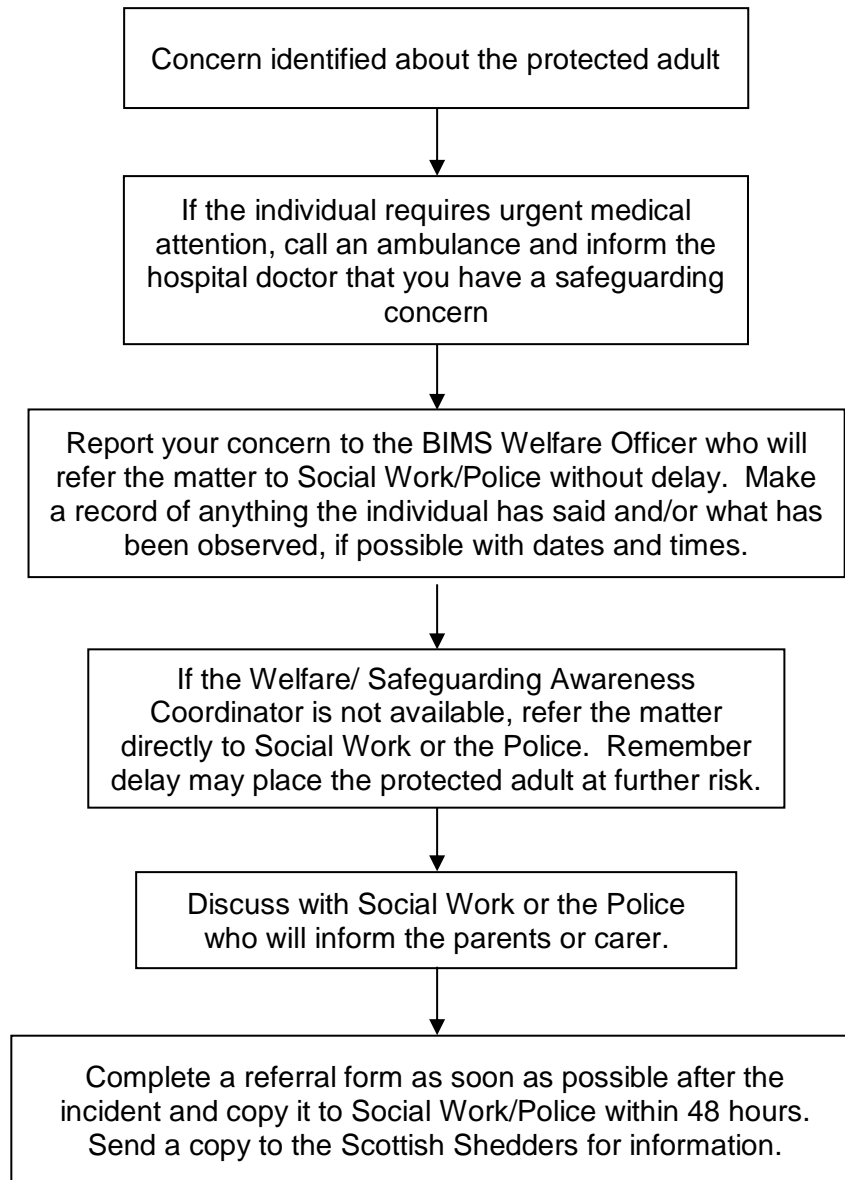 Concern identified about the protected adult
If the individual requires urgent medical
attention, call an ambulance and inform the
hospital doctor that you have a safeguarding
concern
Report your concern to the BIMS Welfare Officer who will
refer the matter to Social Work/Police without delay.  Make
a record of anything the individual has said and/or what has
been observed, if possible with dates and times.
If the Welfare/ Safeguarding Awareness
Coordinator is not available, refer the matter
directly to Social Work or the Police.  Remember
delay may place the protected adult at further risk.
Discuss with Social Work or the Police
who will inform the parents or carer.
Complete a referral form as soon as possible after the
incident and copy it to Social Work/Police within 48 hours.
Send a copy to the Scottish Shedders for information.